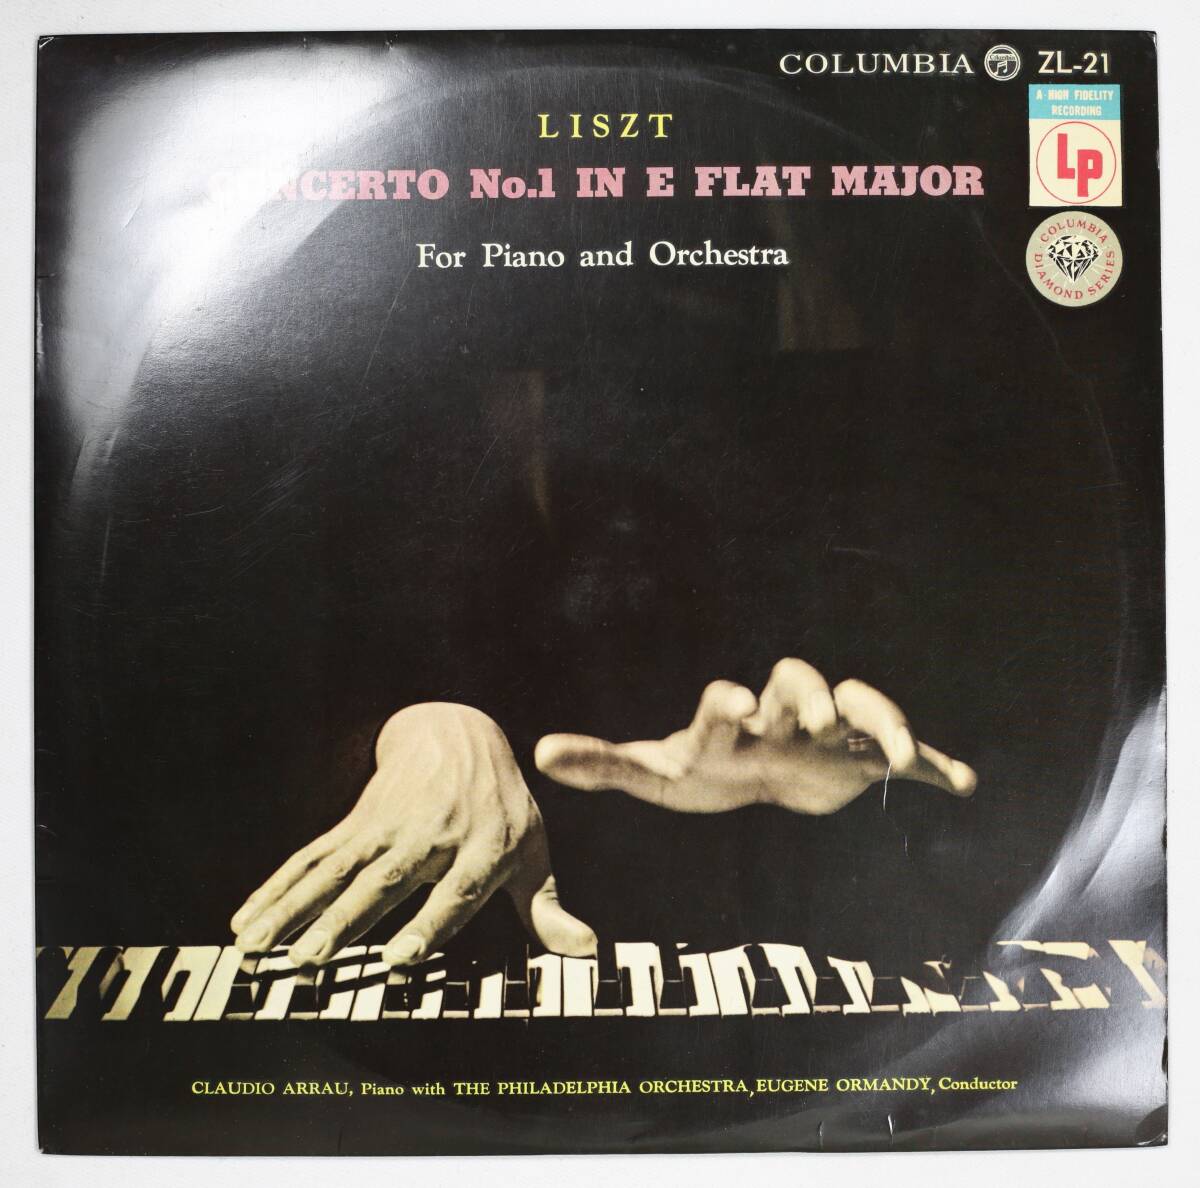 COLUMBIA Columbia ZL-21
A HIGH FIDELITY
RECORDING
LP
COLUMBIA
DIAMOND SERIES
LISZT
CONCERTO No.1 IN E FLAT MAJOR
For Piano and Orchestra
CLAUDIO ARRAU, Piano with THE PHILADELPHIA ORCHESTRA, EUGENE ORMANDY, Conductor